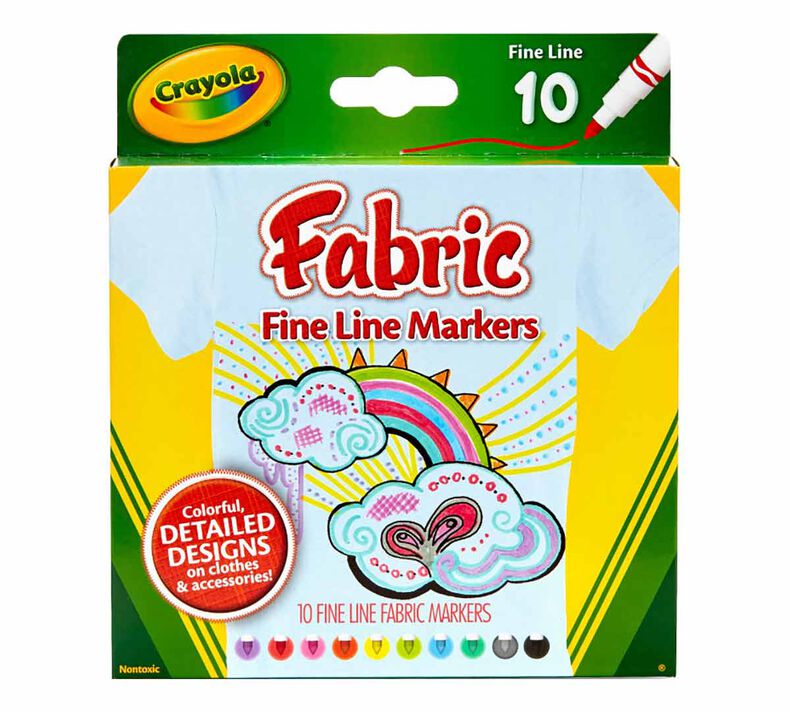 Crayola
®
Fine Line
10
Fabric
Fine Line Markers
Colorful,
DETAILED
DESIGNS
on clothes
& accessories!
10 FINE LINE FABRIC MARKERS
Nontoxic
®